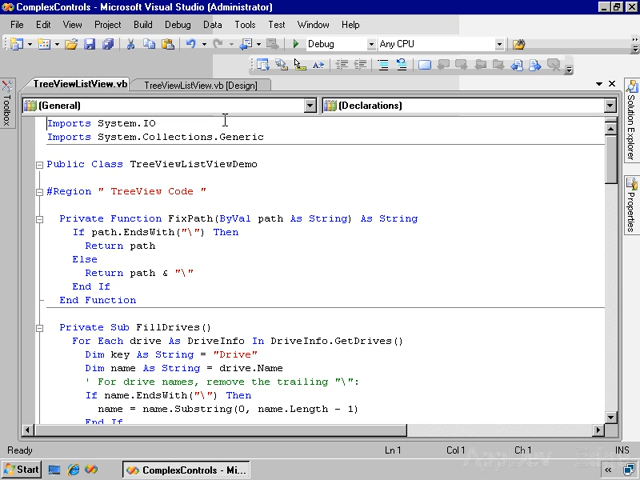 ComplexControls - Microsoft Visual Studio (Administrator)
File Edit View Project Build Debug Data Tools Test Window Help
Debug Any CPU
TreeViewListView.vb TreeViewListView.vb [Design]
(General) (Declarations)
Toolbox
Solution Explorer
Properties
Imports System.IO
Imports System.Collections.Generic
Public Class TreeViewListViewDemo
#Region " TreeView Code "
Private Function FixPath(ByVal path As String) As String
If path.EndsWith("\") Then
Return path
Else
Return path & "\"
End If
End Function
Private Sub FillDrives()
For Each drive As DriveInfo In DriveInfo.GetDrives()
Dim key As String = "Drive"
Dim name As String = drive.Name
' For drive names, remove the trailing "\":
If name.EndsWith("\") Then
name = name.Substring(0, name.Length - 1)
End If
Ready Ln 1 Col 1 Ch 1 INS
Start ComplexControls - Mi...